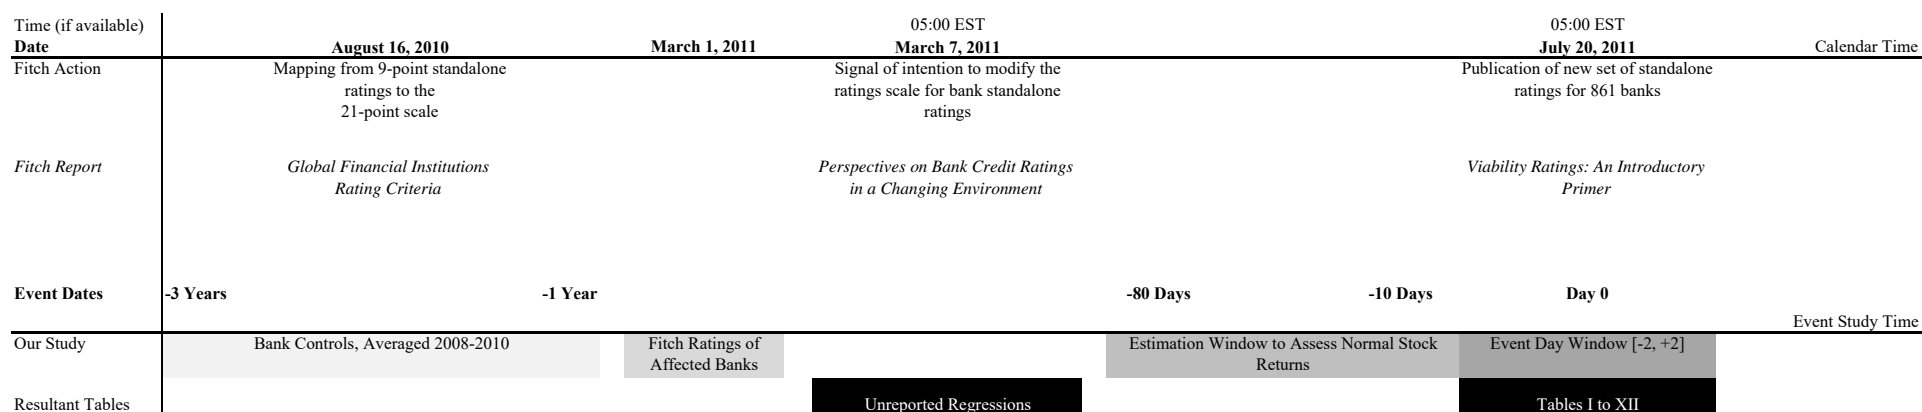 Time (if available) 05:00 EST 05:00 EST
Date August 16, 2010 March 1, 2011 March 7, 2011 July 20, 2011 Calendar Time
Fitch Action Mapping from 9-point standalone Signal of intention to modify the Publication of new set of standalone
ratings to the ratings scale for bank standalone ratings for 861 banks
21-point scale ratings
Fitch Report Global Financial Institutions Perspectives on Bank Credit Ratings Viability Ratings: An Introductory
Rating Criteria in a Changing Environment Primer
Event Dates -3 Years -1 Year -80 Days -10 Days Day 0
Event Study Time
Our Study Bank Controls, Averaged 2008-2010 Fitch Ratings of Estimation Window to Assess Normal Stock Event Day Window [-2, +2]
Affected Banks Returns
Resultant Tables Unreported Regressions Tables I to XII